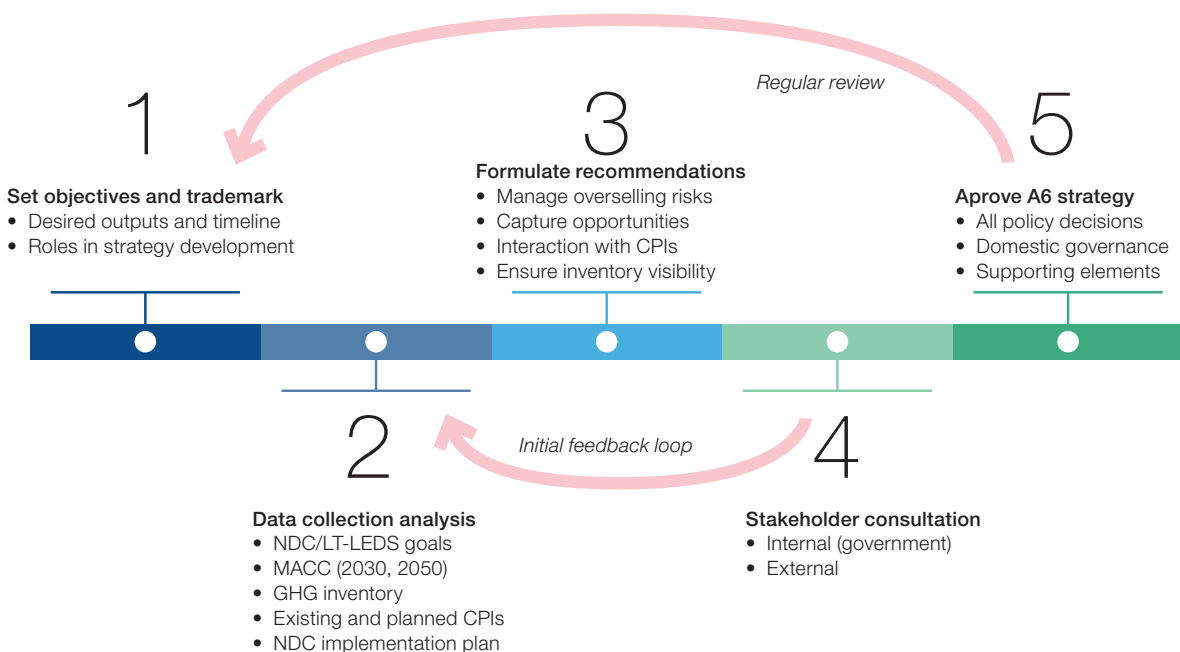 Regular review
1
Set objectives and trademark
• Desired outputs and timeline
• Roles in strategy development
3
Formulate recommendations
• Manage overselling risks
• Capture opportunities
• Interaction with CPIs
• Ensure inventory visibility
5
Aprove A6 strategy
• All policy decisions
• Domestic governance
• Supporting elements
Initial feedback loop
2
Data collection analysis
• NDC/LT-LEDS goals
• MACC (2030, 2050)
• GHG inventory
• Existing and planned CPIs
• NDC implementation plan
4
Stakeholder consultation
• Internal (government)
• External